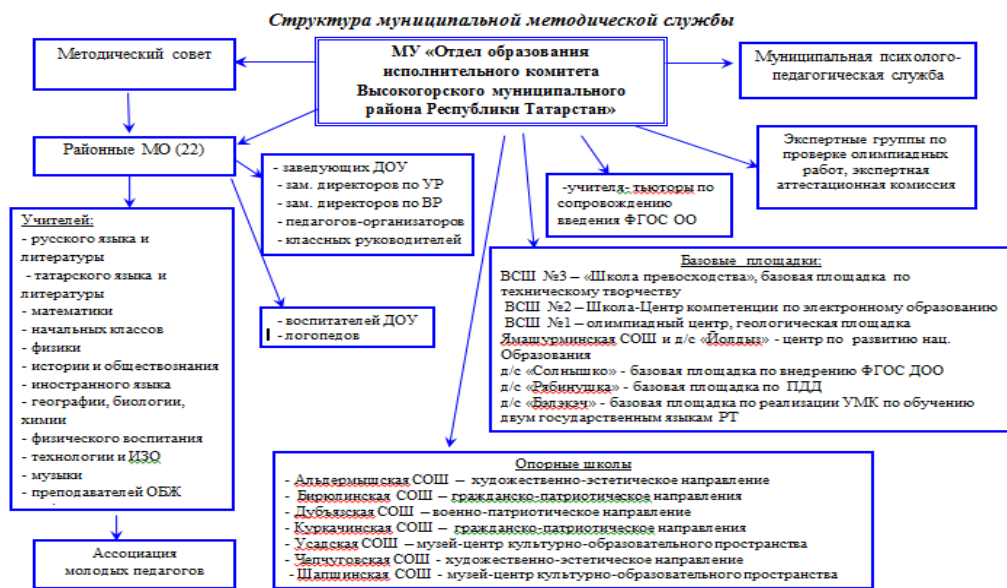 Структура муниципальной методической службы
Методический совет
МУ «Отдел образования
исполнительного комитета
Высокогорского муниципального
района Республики Татарстан»
Муниципальная психолого-
педагогическая служба
Районные МО (22)
- заведующих ДОУ
- зам. директоров по УР
- зам. директоров по ВР
- педагогов-организаторов
- классных руководителей
-учителя- тьюторы по
сопровождению
введения ФГОС ОО
Экспертные группы по
проверке олимпиадных
работ, экспертная
аттестационная комиссия
Учителей:
- русского языка и
литературы
- татарского языка и
литературы
- математики
- начальных классов
- физики
- истории и обществознания
- иностранного языка
- географии, биологии,
химии
- физического воспитания
- технологии и ИЗО
- музыки
- преподавателей ОБЖ
- воспитателей ДОУ
- логопедов
Базовые площадки:
ВСШ №3 – «Школа превосходства», базовая площадка по
техническому творчеству
ВСШ №2 – Школа-Центр компетенции по электронному образованию
ВСШ №1 – олимпиадный центр, геологическая площадка
Ямашурминская СОШ и д/с «Йолдыз» - центр по развитию нац.
Образования
д/с «Солнышко» - базовая площадка по внедрению ФГОС ДОО
д/с «Рябинушка» - базовая площадка по ПДД
д/с «Бэлэкэч» - базовая площадка по реализации УМК по обучению
двум государственным языкам РТ
Опорные школы
- Альдермышская СОШ – художественно-эстетическое направление
- Бирюлинская СОШ – гражданско-патриотическое направления
- Дубъязская СОШ – военно-патриотическое направление
- Куркачинская СОШ – гражданско-патриотическое направления
- Усадская СОШ – музей-центр культурно-образовательного пространства
- Чепчуговская СОШ - художественно-эстетическое направление
- Шапшинская СОШ - музей-центр культурно-образовательного пространства
Ассоциация
молодых педагогов